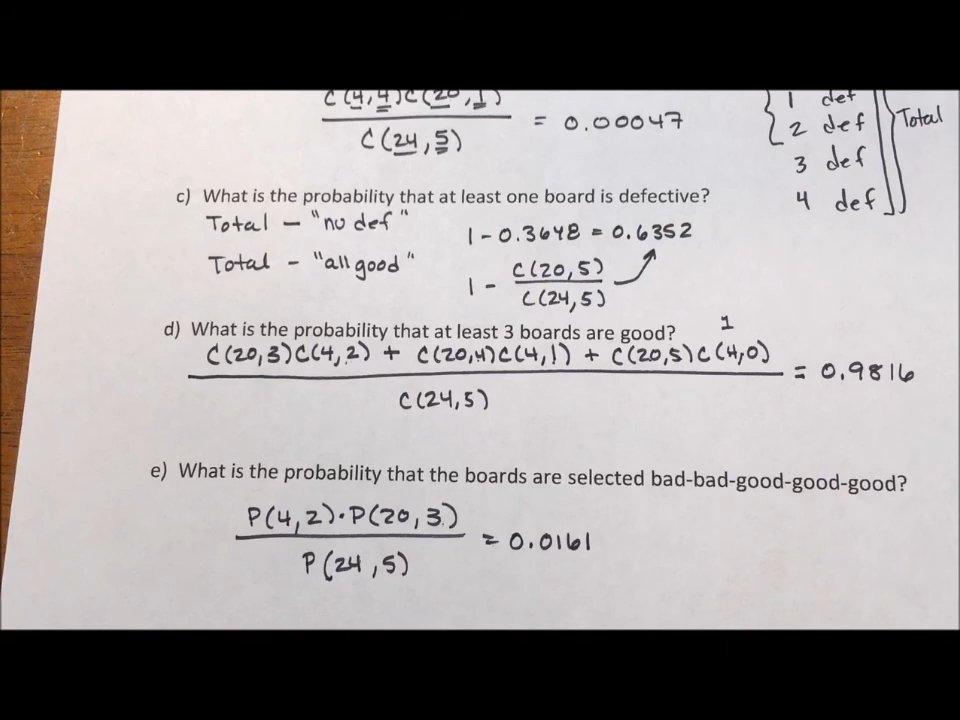 C(4,4)C(20,1)
C(24,5)
= 0.00047
1 def
2 def
3 def
4 def
Total
c) What is the probability that at least one board is defective?
Total - "no def"
1 - 0.3648 = 0.6352
Total - "all good"
1 - C(20,5)
C(24,5)
d) What is the probability that at least 3 boards are good?
1
C(20,3)C(4,2) + C(20,4)C(4,1) + C(20,5)C(4,0)
= 0.9816
C(24,5)
e) What is the probability that the boards are selected bad-bad-good-good-good?
P(4,2)·P(20,3)
= 0.0161
P(24,5)